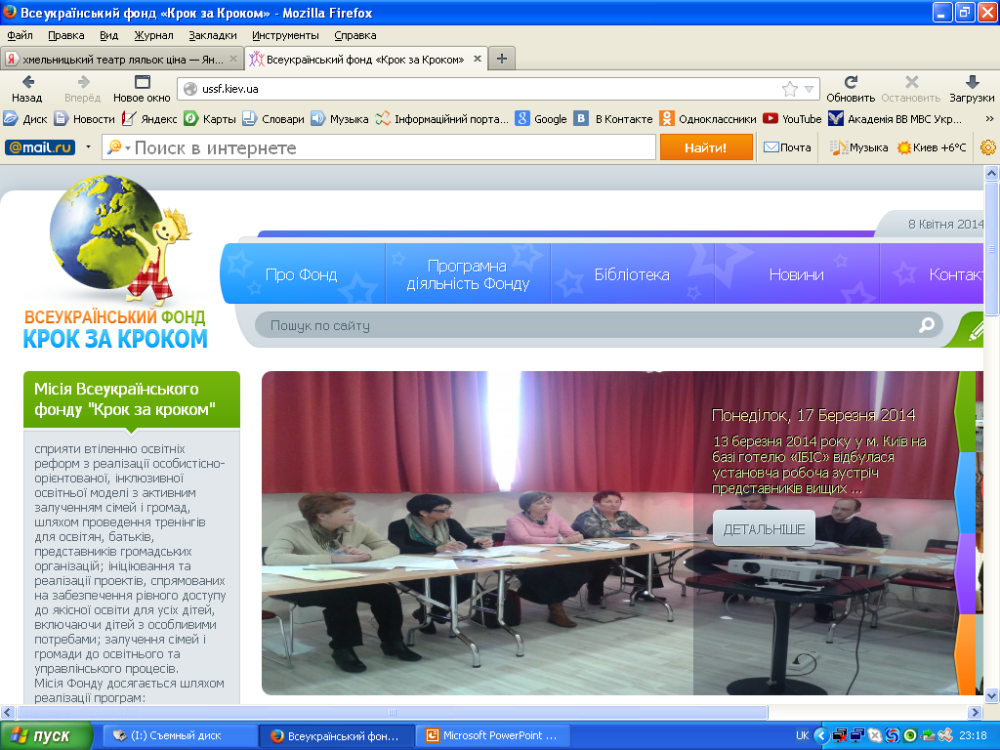 Всеукраїнський фонд «Крок за Кроком» - Mozilla Firefox
Файл Правка Вид Журнал Закладки Инструменты Справка
хмельницький театр ляльок ціна — Ян... Всеукраїнський фонд «Крок за Кроком»
Назад Вперёд Новое окно ussf.kiev.ua Обновить Остановить Загрузки
Диск Новости Яндекс Карты Словари Музыка Інформаційний порта... Google В Контакте Одноклассники YouTube Академія ВВ МВС Укр... »
@mail.ru Поиск в интернете Найти! Почта Музыка Киев +6°C
8 Квітня 2014
Про Фонд
Програмна
діяльність Фонду
Бібліотека
Новини
Контакт
ВСЕУКРАЇНСЬКИЙ ФОНД
КРОК ЗА КРОКОМ
Пошук по сайту
Місія Всеукраїнського
фонду "Крок за кроком"
сприяти втіленню освітніх
реформ з реалізації особистісно-
орієнтованої, інклюзивної
освітньої моделі з активним
залученням сімей і громад,
шляхом проведення тренінгів
для освітян, батьків,
представників громадських
організацій; ініціювання та
реалізації проектів, спрямованих
на забезпечення рівного доступу
до якісної освіти для усіх дітей,
включаючи дітей з особливими
потребами; залучення сімей і
громади до освітнього та
управлінського процесів.
Місія Фонду досягається шляхом
реалізації програм:
Понеділок, 17 Березня 2014
13 березня 2014 року у м. Київ на
базі готелю «ІБІС» відбулася
установча робоча зустріч
представників вищих ...
ДЕТАЛЬНІШЕ
пуск (I:) Съемный диск Всеукраїнський фон... Microsoft PowerPoint ... UK 23:18